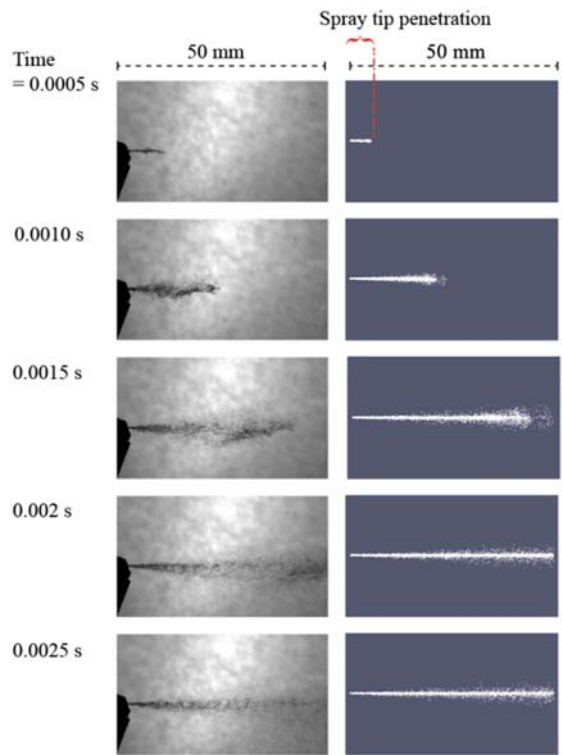 Spray tip penetration
50 mm
50 mm
Time
= 0.0005 s
0.0010 s
0.0015 s
0.002 s
0.0025 s